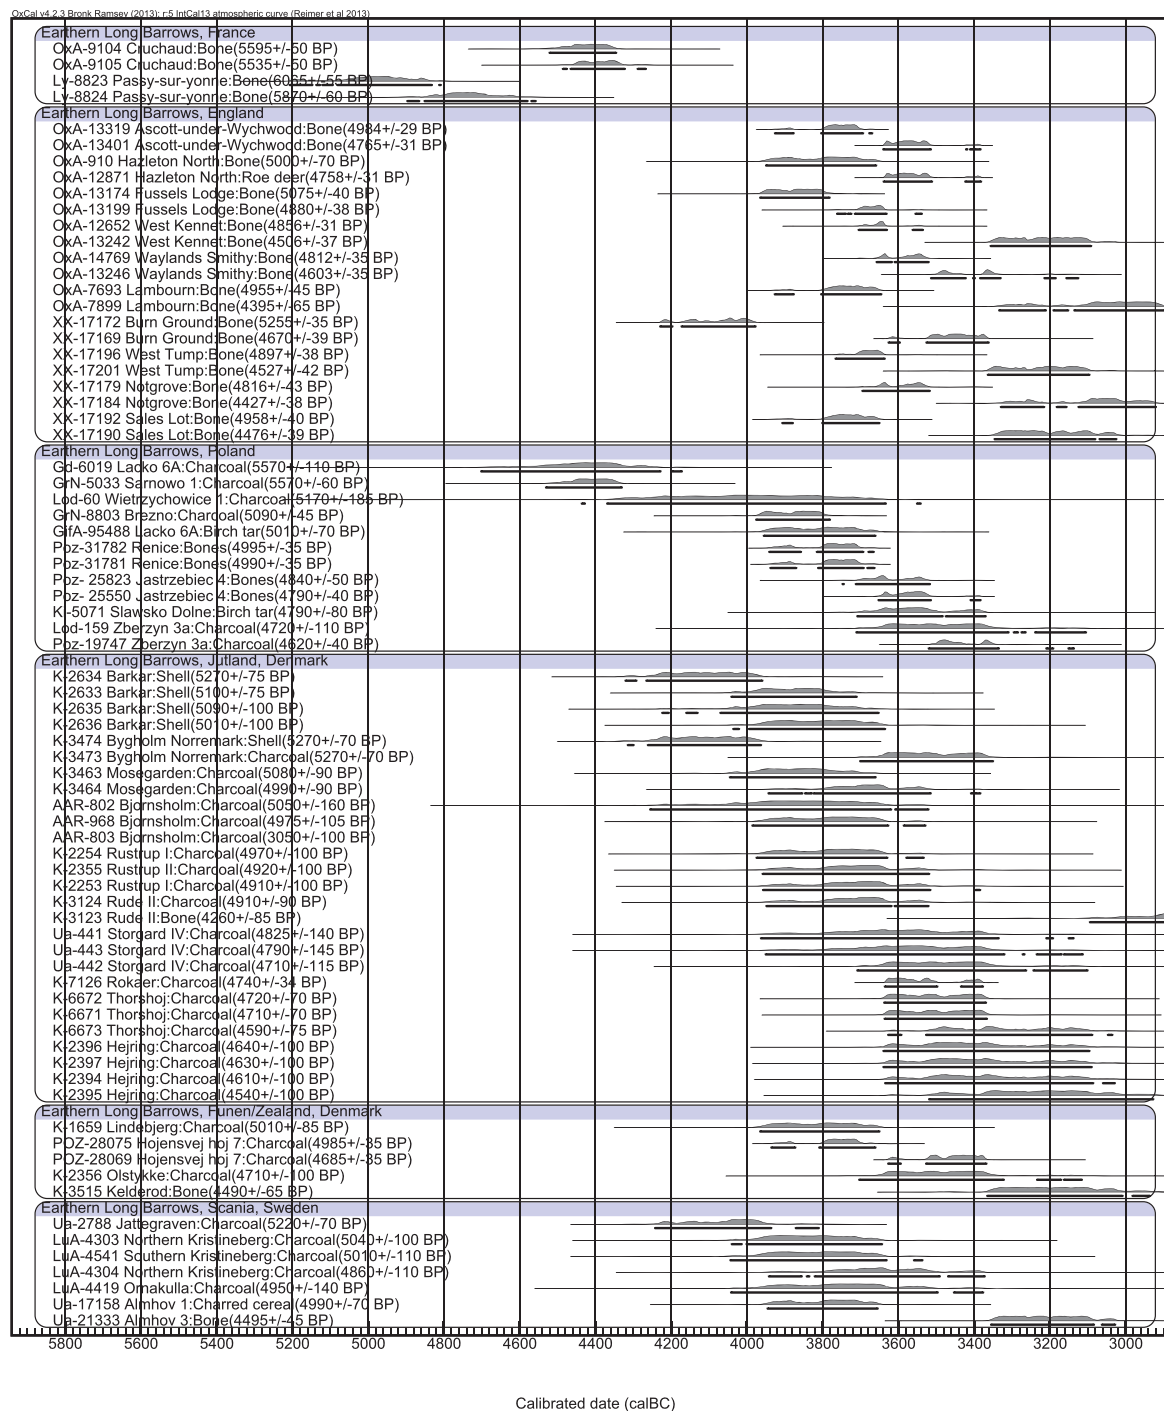 OxCal v4.2.3 Bronk Ramsey (2013); r:5 IntCal13 atmospheric curve (Reimer et al 2013)
Earthern Long Barrows, France
OxA-9104 Cruchaud:Bone(5595+/-50 BP)
OxA-9105 Cruchaud:Bone(5535+/-50 BP)
Ly-8823 Passy-sur-yonne:Bone(6065+/-55 BP)
Ly-8824 Passy-sur-yonne:Bone(5870+/-60 BP)
Earthern Long Barrows, England
OxA-13319 Ascott-under-Wychwood:Bone(4984+/-29 BP)
OxA-13401 Ascott-under-Wychwood:Bone(4765+/-31 BP)
OxA-910 Hazleton North:Bone(5000+/-70 BP)
OxA-12871 Hazleton North:Roe deer(4758+/-31 BP)
OxA-13174 Fussels Lodge:Bone(5075+/-40 BP)
OxA-13199 Fussels Lodge:Bone(4880+/-38 BP)
OxA-12652 West Kennet:Bone(4856+/-31 BP)
OxA-13242 West Kennet:Bone(4506+/-37 BP)
OxA-14769 Waylands Smithy:Bone(4812+/-35 BP)
OxA-13246 Waylands Smithy:Bone(4603+/-35 BP)
OxA-7693 Lambourn:Bone(4955+/-45 BP)
OxA-7899 Lambourn:Bone(4395+/-65 BP)
XX-17172 Burn Ground:Bone(5255+/-35 BP)
XX-17169 Burn Ground:Bone(4670+/-39 BP)
XX-17196 West Tump:Bone(4897+/-38 BP)
XX-17201 West Tump:Bone(4527+/-42 BP)
XX-17179 Notgrove:Bone(4816+/-43 BP)
XX-17184 Notgrove:Bone(4427+/-38 BP)
XX-17192 Sales Lot:Bone(4958+/-40 BP)
XX-17190 Sales Lot:Bone(4476+/-39 BP)
Earthern Long Barrows, Poland
Gd-6019 Lacko 6A:Charcoal(5570+/-110 BP)
GrN-5033 Sarnowo 1:Charcoal(5570+/-60 BP)
Lod-60 Wietrzychowice 1:Charcoal(5170+/-185 BP)
GrN-8803 Brezno:Charcoal(5090+/-45 BP)
GifA-95488 Lacko 6A:Birch tar(5010+/-70 BP)
Poz-31782 Renice:Bones(4995+/-35 BP)
Poz-31781 Renice:Bones(4990+/-35 BP)
Poz- 25823 Jastrzebiec 4:Bones(4840+/-50 BP)
Poz- 25550 Jastrzebiec 4:Bones(4790+/-40 BP)
KI-5071 Slawsko Dolne:Birch tar(4790+/-80 BP)
Lod-159 Zberzyn 3a:Charcoal(4720+/-110 BP)
Poz-19747 Zberzyn 3a:Charcoal(4620+/-40 BP)
Earthern Long Barrows, Jutland, Denmark
K-2634 Barkar:Shell(5270+/-75 BP)
K-2633 Barkar:Shell(5100+/-75 BP)
K-2635 Barkar:Shell(5090+/-100 BP)
K-2636 Barkar:Shell(5010+/-100 BP)
K-3474 Bygholm Norremark:Shell(5270+/-70 BP)
K-3473 Bygholm Norremark:Charcoal(5270+/-70 BP)
K-3463 Mosegarden:Charcoal(5080+/-90 BP)
K-3464 Mosegarden:Charcoal(4990+/-90 BP)
AAR-802 Bjornsholm:Charcoal(5050+/-160 BP)
AAR-968 Bjornsholm:Charcoal(4975+/-105 BP)
AAR-803 Bjornsholm:Charcoal(3050+/-100 BP)
K-2254 Rustrup I:Charcoal(4970+/-100 BP)
K-2355 Rustrup II:Charcoal(4920+/-100 BP)
K-2253 Rustrup I:Charcoal(4910+/-100 BP)
K-3124 Rude II:Charcoal(4910+/-90 BP)
K-3123 Rude II:Bone(4260+/-85 BP)
Ua-441 Storgard IV:Charcoal(4825+/-140 BP)
Ua-443 Storgard IV:Charcoal(4790+/-145 BP)
Ua-442 Storgard IV:Charcoal(4710+/-115 BP)
K-7126 Rokaer:Charcoal(4740+/-34 BP)
K-6672 Thorshoj:Charcoal(4720+/-70 BP)
K-6671 Thorshoj:Charcoal(4710+/-70 BP)
K-6673 Thorshoj:Charcoal(4590+/-75 BP)
K-2396 Hejring:Charcoal(4640+/-100 BP)
K-2397 Hejring:Charcoal(4630+/-100 BP)
K-2394 Hejring:Charcoal(4610+/-100 BP)
K-2395 Hejring:Charcoal(4540+/-100 BP)
Earthern Long Barrows, Funen/Zealand, Denmark
K-1659 Lindebjerg:Charcoal(5010+/-85 BP)
POZ-28075 Hojensvej hoj 7:Charcoal(4985+/-35 BP)
POZ-28069 Hojensvej hoj 7:Charcoal(4685+/-35 BP)
K-2356 Olstykke:Charcoal(4710+/-100 BP)
K-3515 Kelderod:Bone(4490+/-65 BP)
Earthern Long Barrows, Scania, Sweden
Ua-2788 Jattegraven:Charcoal(5220+/-70 BP)
LuA-4303 Northern Kristineberg:Charcoal(5040+/-100 BP)
LuA-4541 Southern Kristineberg:Charcoal(5010+/-110 BP)
LuA-4304 Northern Kristineberg:Charcoal(4860+/-110 BP)
LuA-4419 Ornakulla:Charcoal(4950+/-140 BP)
Ua-17158 Almhov 1:Charred cereal(4990+/-70 BP)
Ua-21333 Almhov 3:Bone(4495+/-45 BP)
5800 5600 5400 5200 5000 4800 4600 4400 4200 4000 3800 3600 3400 3200 3000
Calibrated date (calBC)